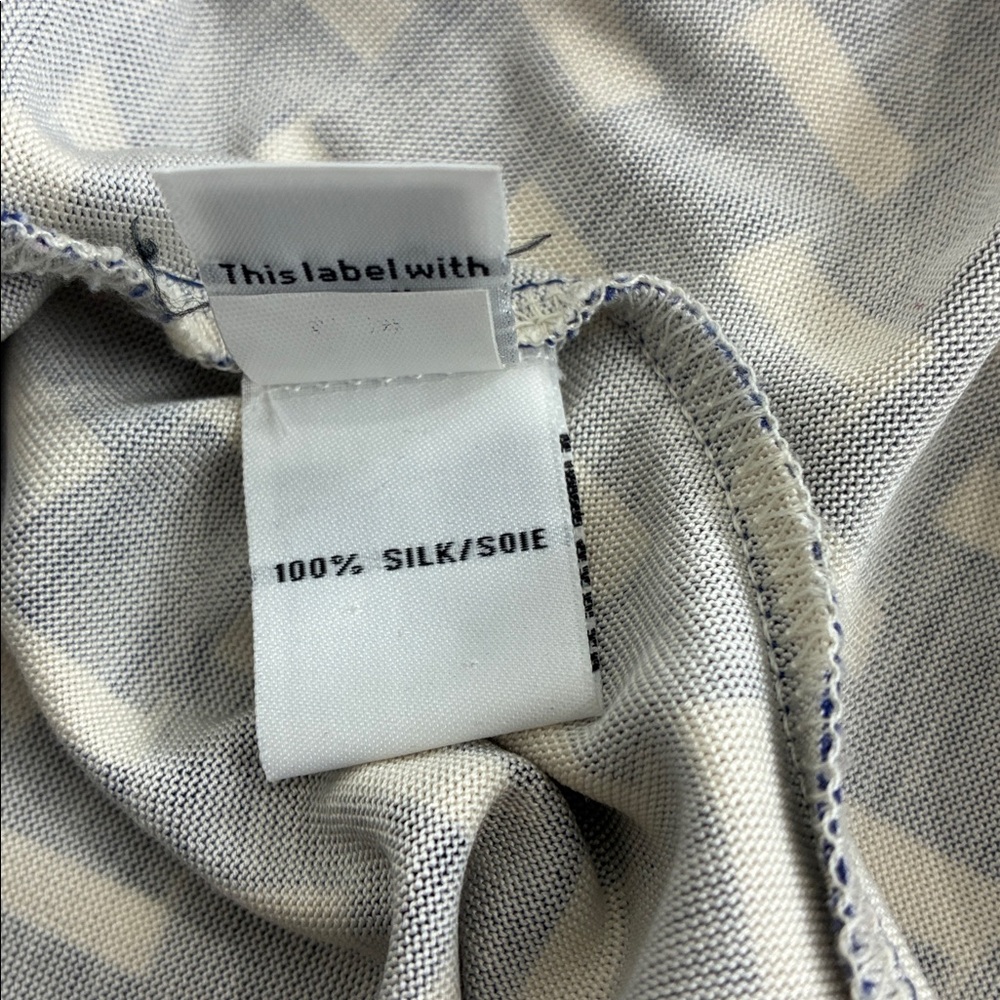 This label with
100% SILK/SOIE